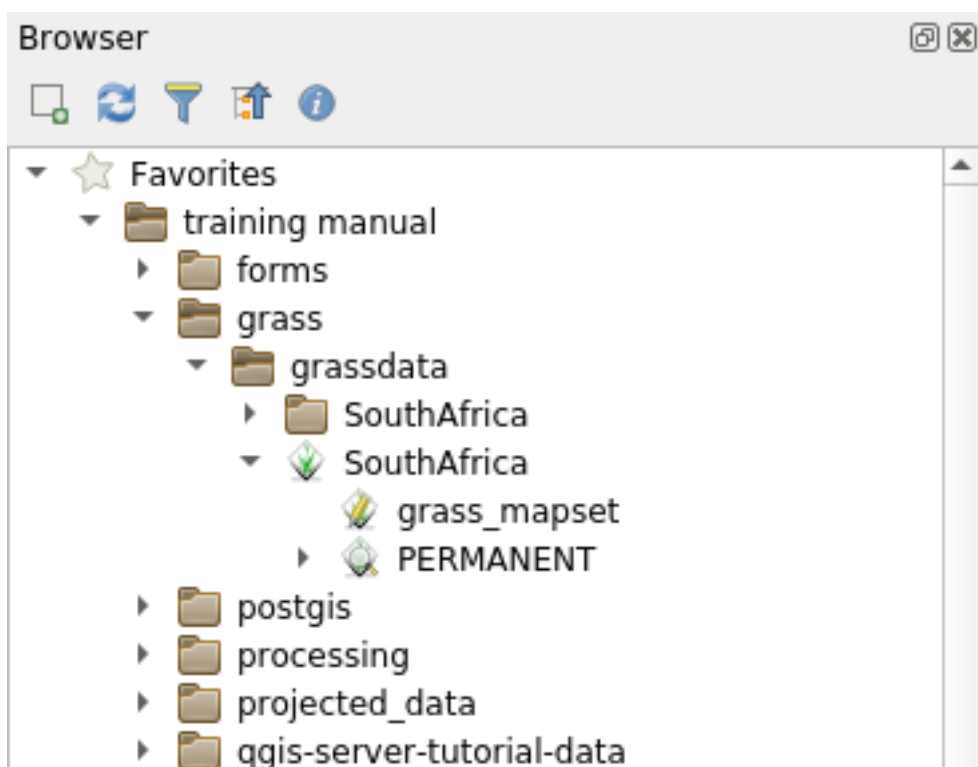 Browser
Favorites
training manual
forms
grass
grassdata
SouthAfrica
SouthAfrica
grass_mapset
PERMANENT
postgis
processing
projected_data
qgis-server-tutorial-data